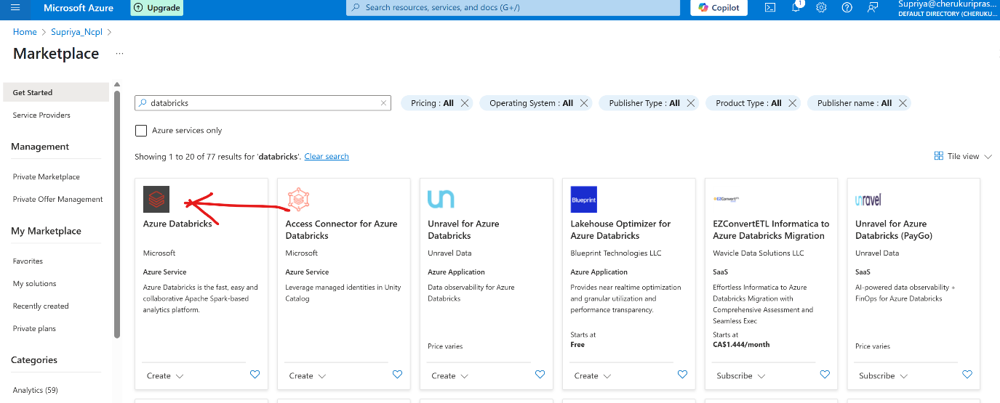 Microsoft Azure
Upgrade
Search resources, services, and docs (G+/)
Copilot
1
Supriya@cherukuripras...
DEFAULT DIRECTORY (CHERUKU...
Home > Supriya_Ncpl >
Marketplace ...
Get Started
Service Providers
Management
Private Marketplace
Private Offer Management
My Marketplace
Favorites
My solutions
Recently created
Private plans
Categories
Analytics (59)
databricks
Pricing : All
Operating System : All
Publisher Type : All
Product Type : All
Publisher name : All
Azure services only
Showing 1 to 20 of 77 results for 'databricks'. Clear search
Tile view
Azure Databricks
Microsoft
Azure Service
Azure Databricks is the fast, easy and
collaborative Apache Spark-based
analytics platform.
Create
Access Connector for Azure
Databricks
Microsoft
Azure Service
Leverage managed identities in Unity
Catalog
Create
un
Unravel for Azure
Databricks
Unravel Data
Azure Application
Data observability for Azure
Databricks
Price varies
Create
Blueprint
Lakehouse Optimizer for
Azure Databricks
Blueprint Technologies LLC
Azure Application
Provides near realtime optimization
and granular utilization and
performance transparency.
Starts at
Free
Create
EZConvertETL
EZConvertETL Informatica to
Azure Databricks Migration
Wavicle Data Solutions LLC
SaaS
Effortless Informatica to Azure
Databricks Migration with
Comprehensive Assessment and
Seamless Exec
Starts at
CA$1.444/month
Subscribe
unravel
Unravel for Azure
Databricks (PayGo)
Unravel Data
SaaS
AI-powered data observability +
FinOps for Azure Databricks
Price varies
Subscribe